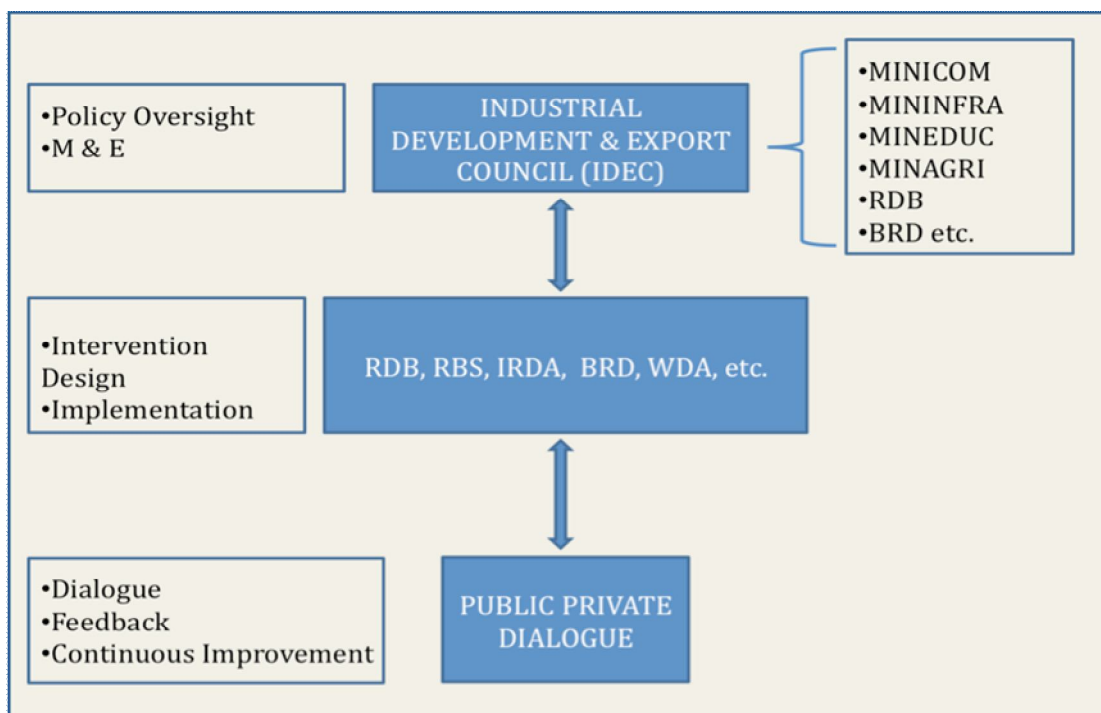 •Policy Oversight
•M & E
INDUSTRIAL
DEVELOPMENT & EXPORT
COUNCIL (IDEC)
•MINICOM
•MININFRA
•MINEDUC
•MINAGRI
•RDB
•BRD etc.
•Intervention
Design
•Implementation
RDB, RBS, IRDA, BRD, WDA, etc.
•Dialogue
•Feedback
•Continuous Improvement
PUBLIC PRIVATE
DIALOGUE